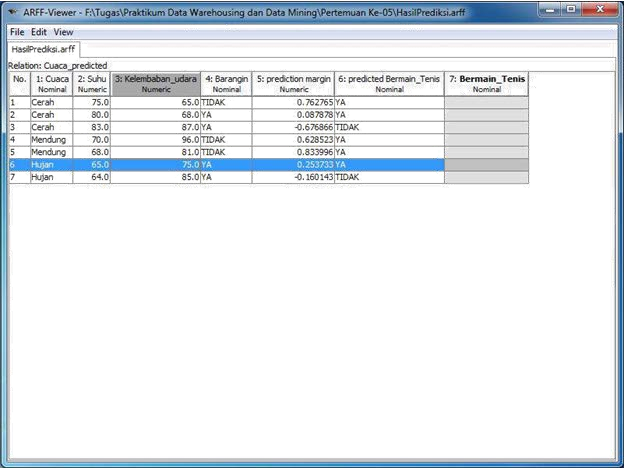 ARFF-Viewer - F:\Tugas\Praktikum Data Warehousing dan Data Mining\Pertemuan Ke-05\HasilPrediksi.arff
File Edit View
HasilPrediksi.arff
Relation: Cuaca_predicted
No. 1: Cuaca 2: Suhu 3: Kelembaban_udara 4: Barangin 5: prediction margin 6: predicted Bermain_Tenis 7: Bermain_Tenis
Nominal Numeric Numeric Nominal Numeric Nominal Nominal
1 Cerah 75.0 65.0 TIDAK 0.762765 YA
2 Cerah 80.0 68.0 YA 0.087878 YA
3 Cerah 83.0 87.0 YA -0.676866 TIDAK
4 Mendung 70.0 96.0 TIDAK 0.628523 YA
5 Mendung 68.0 81.0 TIDAK 0.833996 YA
6 Hujan 65.0 75.0 YA 0.253733 YA
7 Hujan 64.0 85.0 YA -0.160143 TIDAK